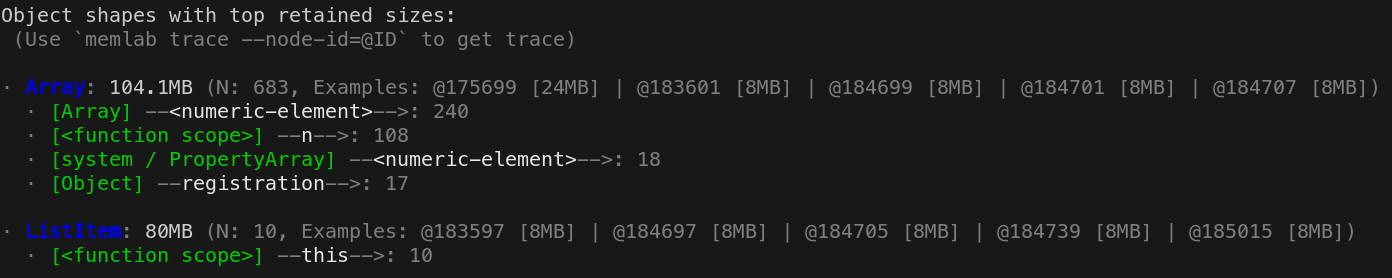 Object shapes with top retained sizes:
(Use `memlab trace --node-id=@ID` to get trace)
· Array: 104.1MB (N: 683, Examples: @175699 [24MB] | @183601 [8MB] | @184699 [8MB] | @184701 [8MB] | @184707 [8MB])
· [Array] --<numeric-element>-->: 240
· [<function scope>] --n-->: 108
· [system / PropertyArray] --<numeric-element>-->: 18
· [Object] --registration-->: 17
· ListItem: 80MB (N: 10, Examples: @183597 [8MB] | @184697 [8MB] | @184705 [8MB] | @184739 [8MB] | @185015 [8MB])
· [<function scope>] --this-->: 10